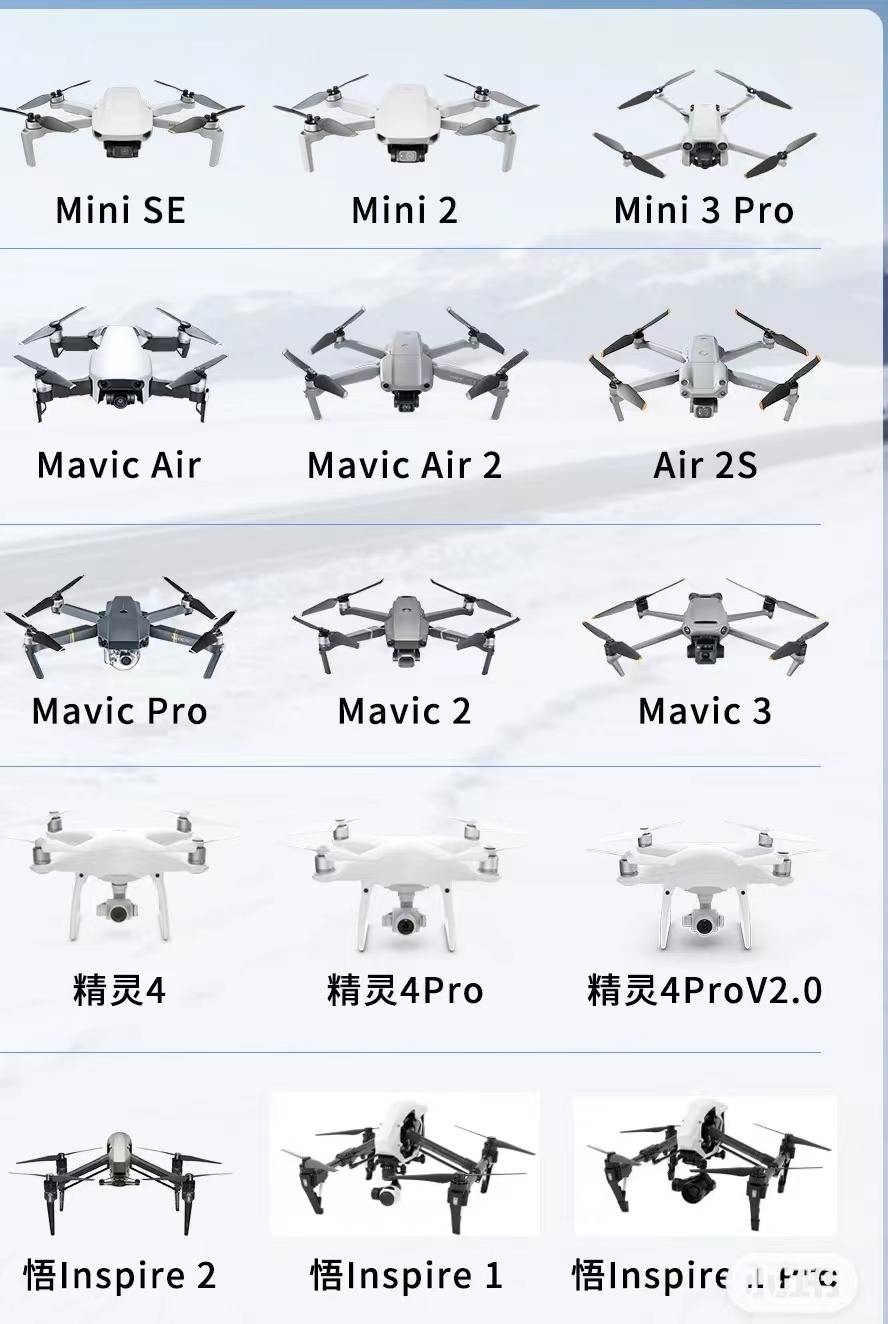 Mini SE
Mini 2
Mini 3 Pro
Mavic Air
Mavic Air 2
Air 2S
Mavic Pro
Mavic 2
Mavic 3
精灵4
精灵4Pro
精灵4ProV2.0
悟Inspire 2
悟Inspire 1
悟Inspire 1 Pro